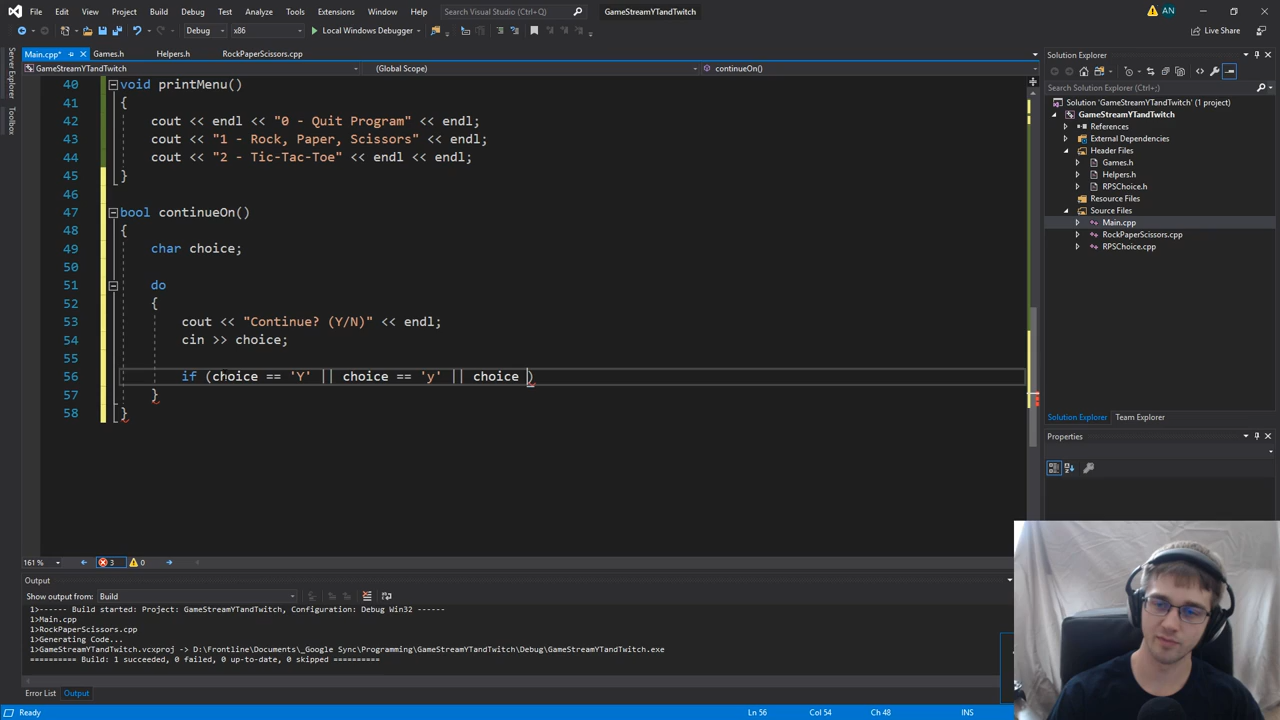 File Edit View Project Build Debug Test Analyze Tools Extensions Window Help Search Visual Studio (Ctrl+Q) GameStreamYTandTwitch AN
Debug x86 Local Windows Debugger Live Share
Main.cpp* Games.h Helpers.h RockPaperScissors.cpp
GameStreamYTandTwitch (Global Scope) continueOn()
Server Explorer
Toolbox
40 void printMenu()
41 {
42 cout << endl << "0 - Quit Program" << endl;
43 cout << "1 - Rock, Paper, Scissors" << endl;
44 cout << "2 - Tic-Tac-Toe" << endl << endl;
45 }
46
47 bool continueOn()
48 {
49 char choice;
50
51 do
52 {
53 cout << "Continue? (Y/N)" << endl;
54 cin >> choice;
55
56 if (choice == 'Y' || choice == 'y' || choice )
57 }
58 }
161 % 3 0
Output
Show output from: Build
1>------ Build started: Project: GameStreamYTandTwitch, Configuration: Debug Win32 ------
1>Main.cpp
1>RockPaperScissors.cpp
1>Generating Code...
1>GameStreamYTandTwitch.vcxproj -> D:\Frontline\Documents\_Google Sync\Programming\GameStreamYTandTwitch\Debug\GameStreamYTandTwitch.exe
========== Build: 1 succeeded, 0 failed, 0 up-to-date, 0 skipped ==========
Error List Output
Ready Ln 56 Col 54 Ch 48 INS
Solution Explorer
Search Solution Explorer (Ctrl+;)
Solution 'GameStreamYTandTwitch' (1 project)
GameStreamYTandTwitch
References
External Dependencies
Header Files
Games.h
Helpers.h
RPSChoice.h
Resource Files
Source Files
Main.cpp
RockPaperScissors.cpp
RPSChoice.cpp
Solution Explorer Team Explorer
Properties